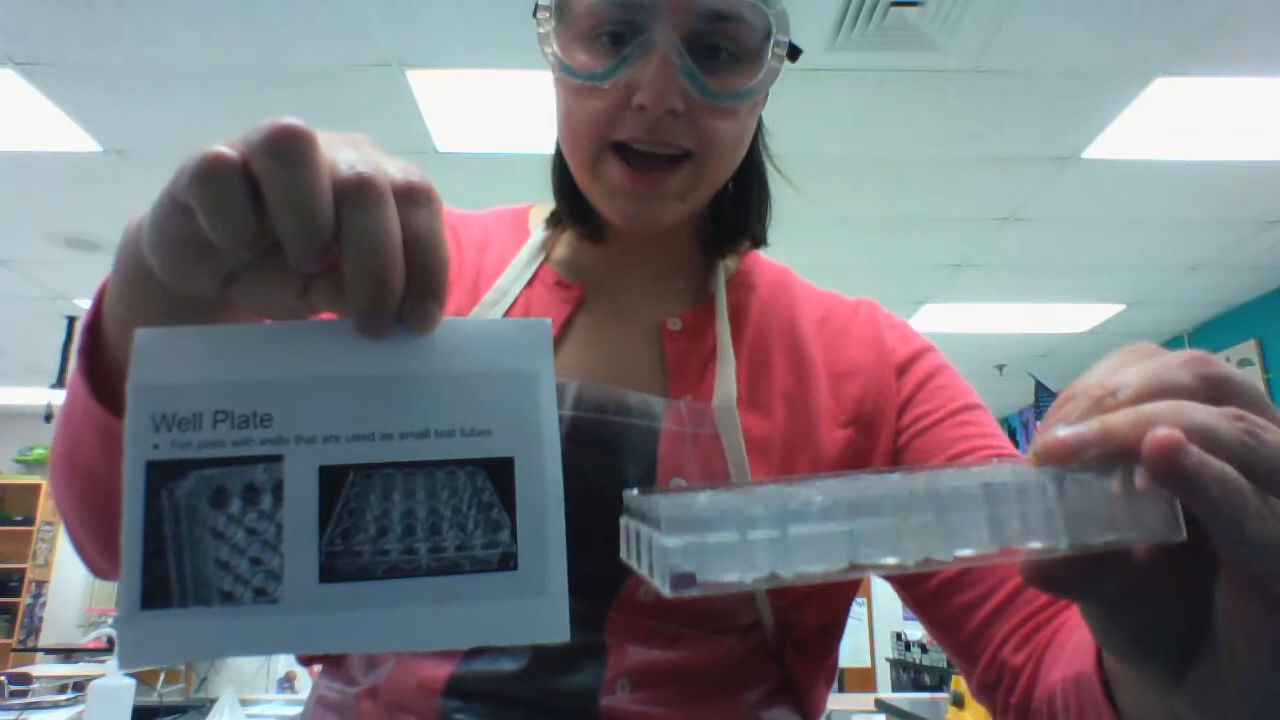 Well Plate
• Flat plate with wells that are used as small test tubes